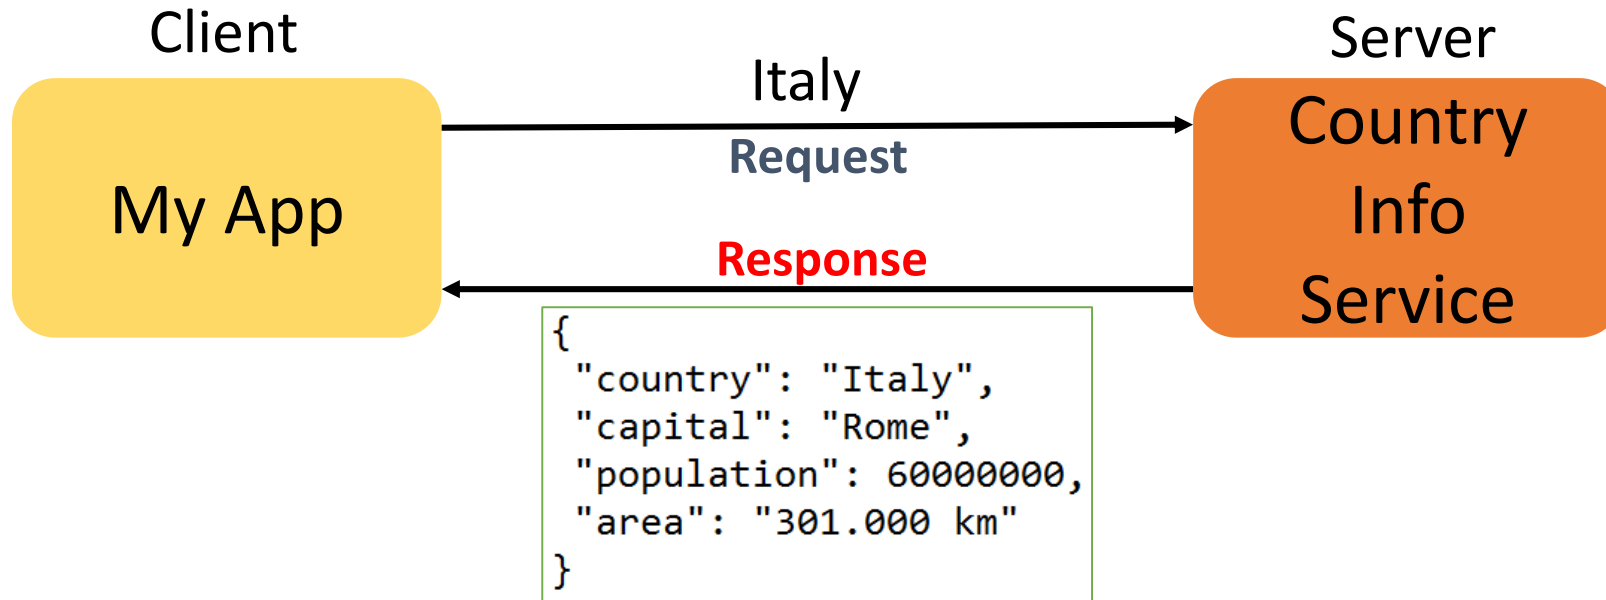 Client
Server
Italy
Request
My App
Country
Info
Service
Response
{
"country": "Italy",
"capital": "Rome",
"population": 60000000,
"area": "301.000 km"
}